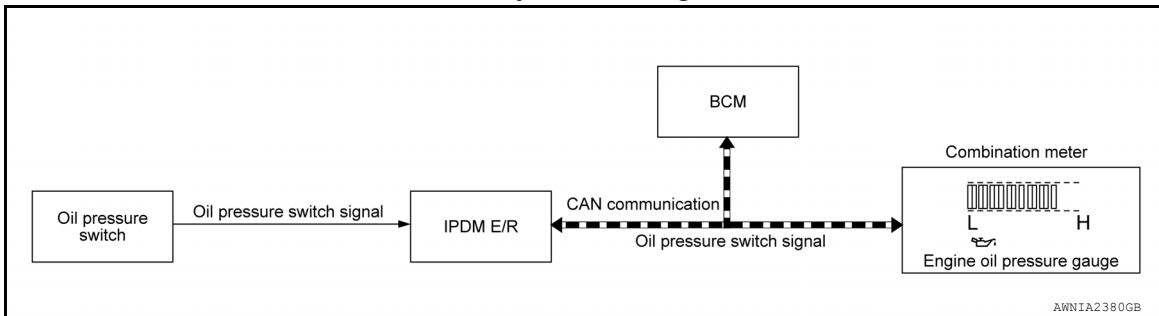 BCM
Combination meter
Oil pressure
switch
Oil pressure switch signal
IPDM E/R
CAN communication
Oil pressure switch signal
L H
Engine oil pressure gauge
AWNIA2380GB